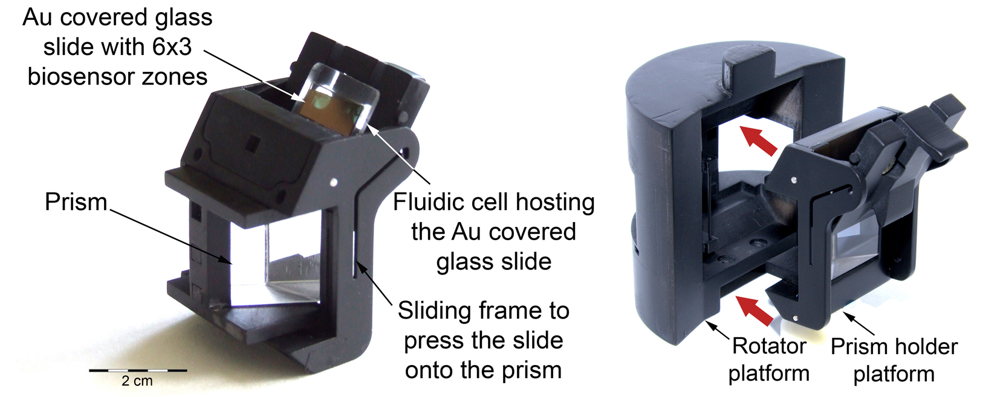 Au covered glass
slide with 6x3
biosensor zones
Prism
Fluidic cell hosting
the Au covered
glass slide
Sliding frame to
press the slide
onto the prism
2 cm
Rotator
platform
Prism holder
platform